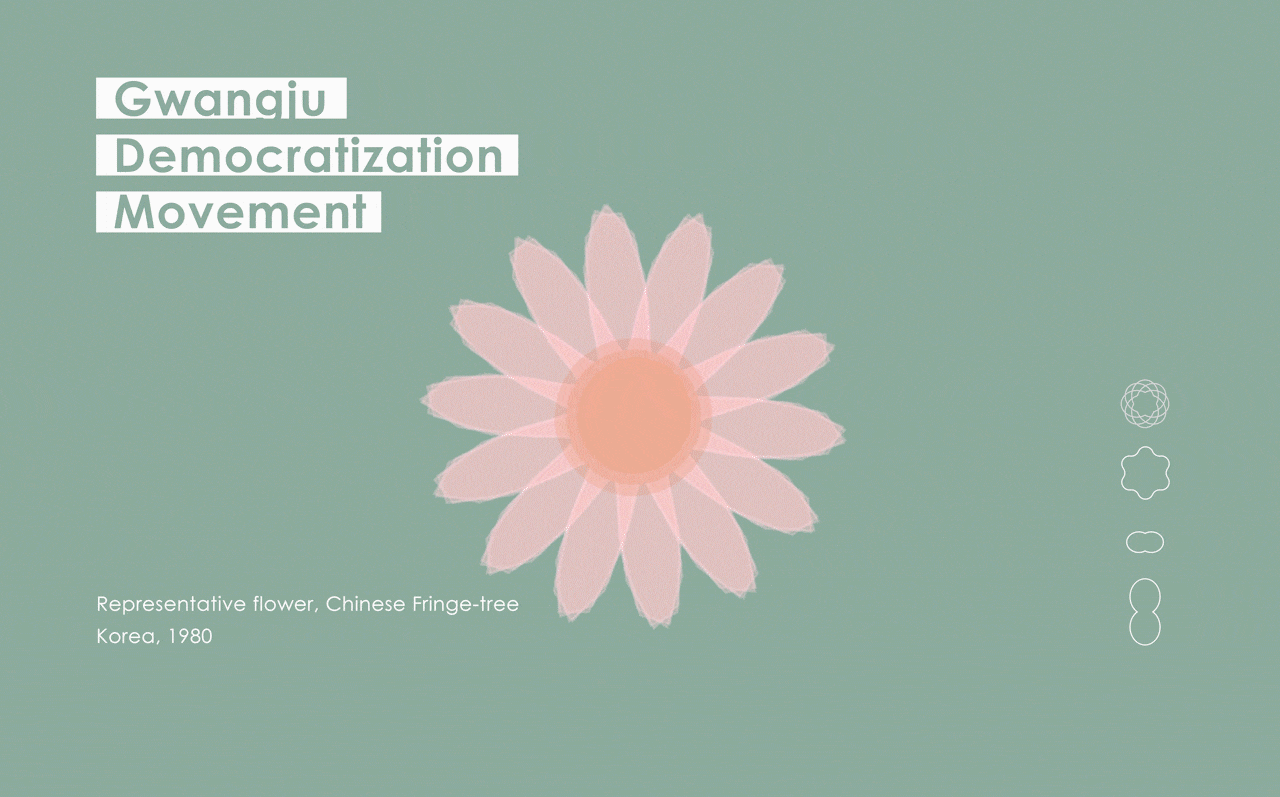 Gwangju
Democratization
Movement
Representative flower, Chinese Fringe-tree
Korea, 1980